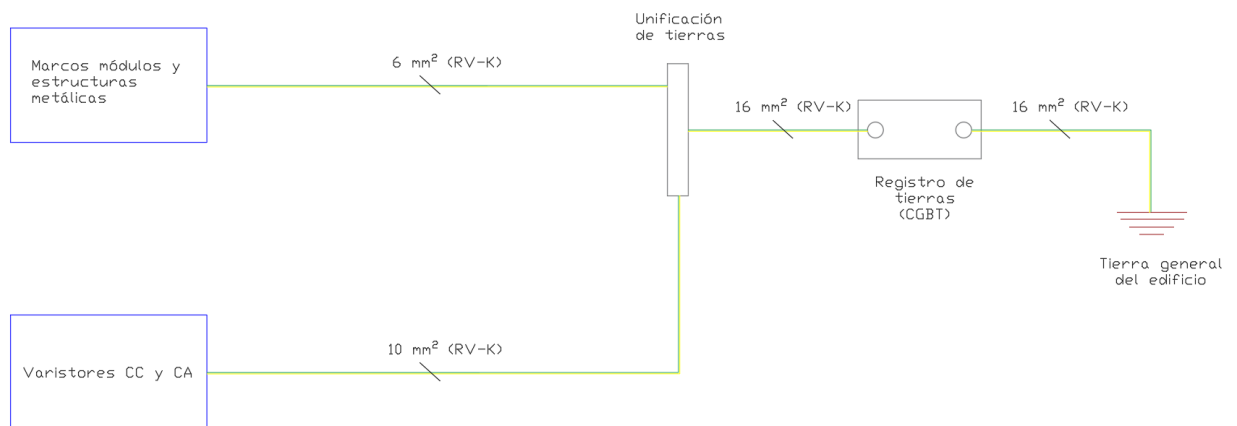 Unificación
de tierras
Marcos módulos y
estructuras
metálicas
6 mm² (RV-K)
16 mm² (RV-K)
16 mm² (RV-K)
Registro de
tierras
(CGBT)
Tierra general
del edificio
10 mm² (RV-K)
Varistores CC y CA